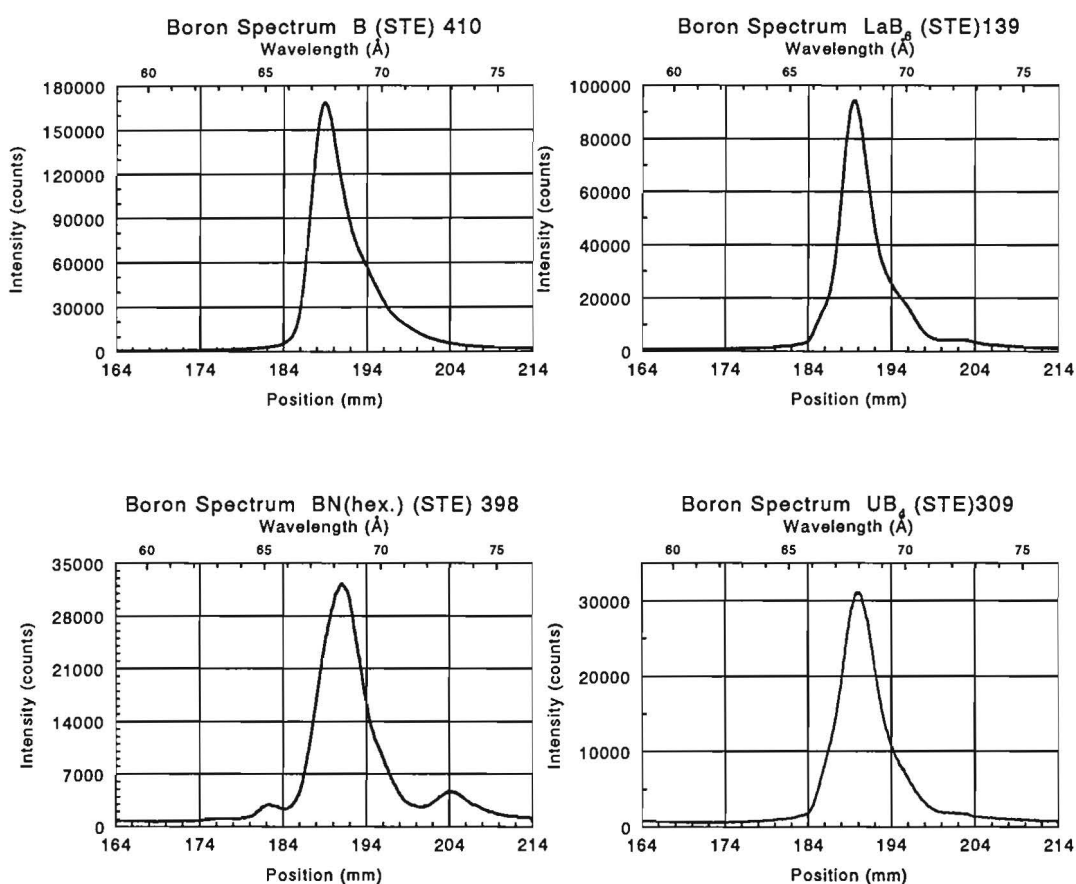 Boron Spectrum B (STE) 410
Wavelength (Å)
60 65 70 75
180000
150000
120000
90000
60000
30000
0
Intensity (counts)
164 174 184 194 204 214
Position (mm)
Boron Spectrum LaB₆ (STE)139
Wavelength (Å)
60 65 70 75
100000
80000
60000
40000
20000
0
Intensity (counts)
164 174 184 194 204 214
Position (mm)
Boron Spectrum BN(hex.) (STE) 398
Wavelength (Å)
60 65 70 75
35000
28000
21000
14000
7000
0
Intensity (counts)
164 174 184 194 204 214
Position (mm)
Boron Spectrum UB₄ (STE)309
Wavelength (Å)
60 65 70 75
30000
20000
10000
0
Intensity (counts)
164 174 184 194 204 214
Position (mm)